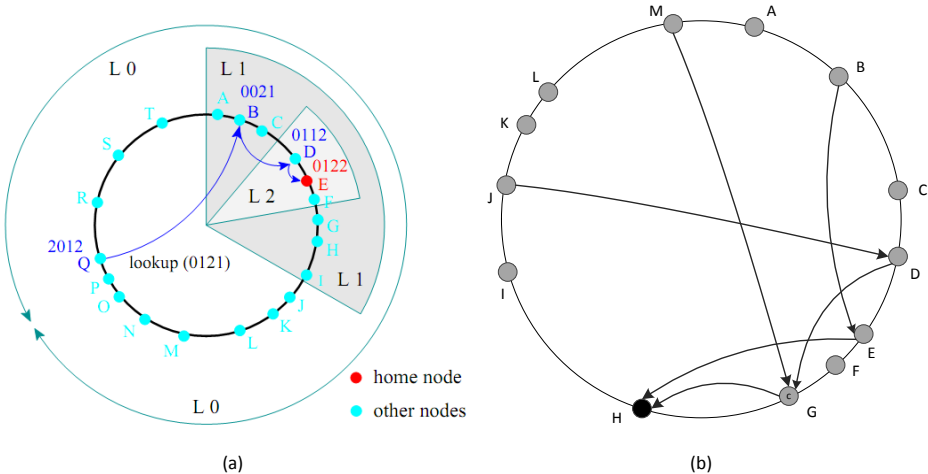 L 0
L 1
0021
A
B
C
0112
D
0122
E
T
S
R
L 2
F
G
H
2012
Q
lookup (0121)
L 1
I
P
O
J
N
K
M
L
L 0
home node
other nodes
(a)
M
A
B
L
K
J
C
D
I
E
F
c
H
G
(b)